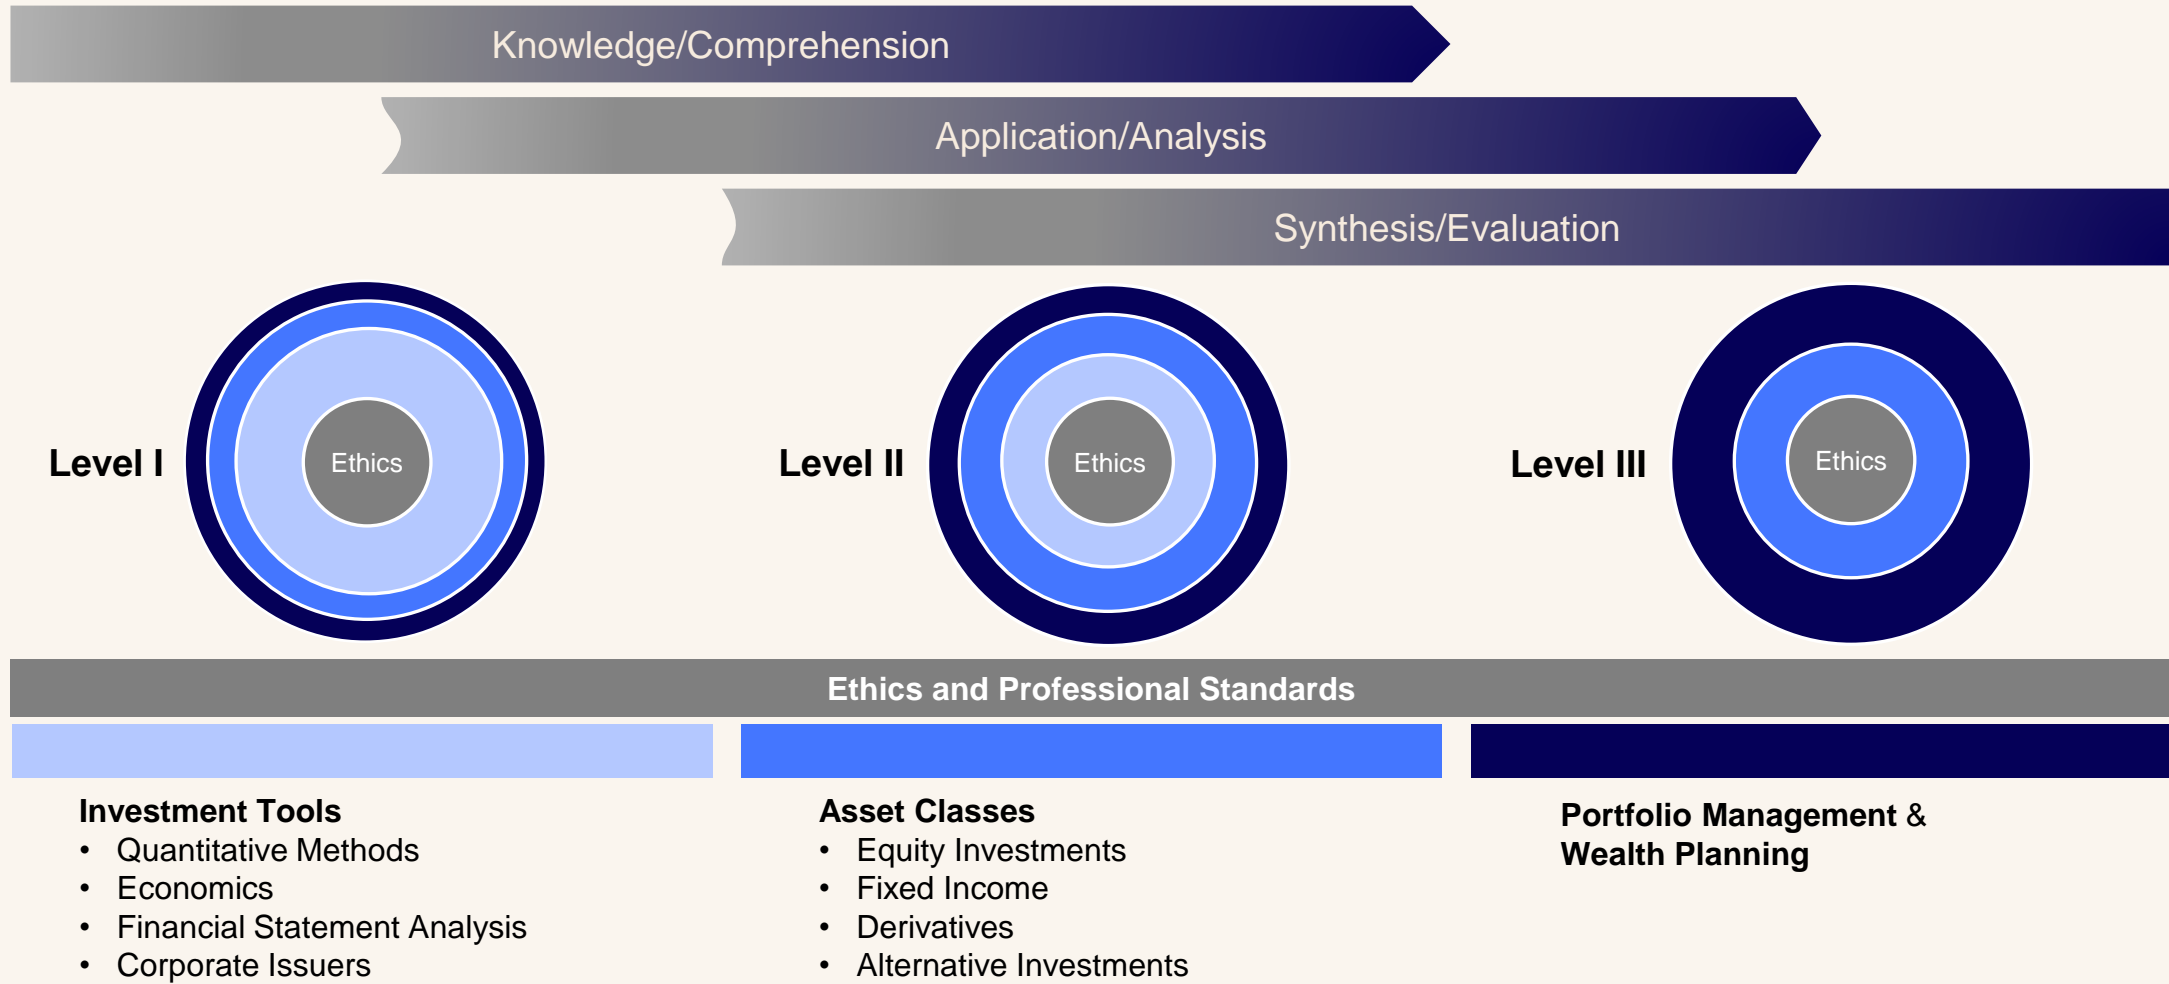 Knowledge/Comprehension
Application/Analysis
Synthesis/Evaluation
Level I
Ethics
Level II
Ethics
Level III
Ethics
Ethics and Professional Standards
Investment Tools
• Quantitative Methods
• Economics
• Financial Statement Analysis
• Corporate Issuers
Asset Classes
• Equity Investments
• Fixed Income
• Derivatives
• Alternative Investments
Portfolio Management &
Wealth Planning